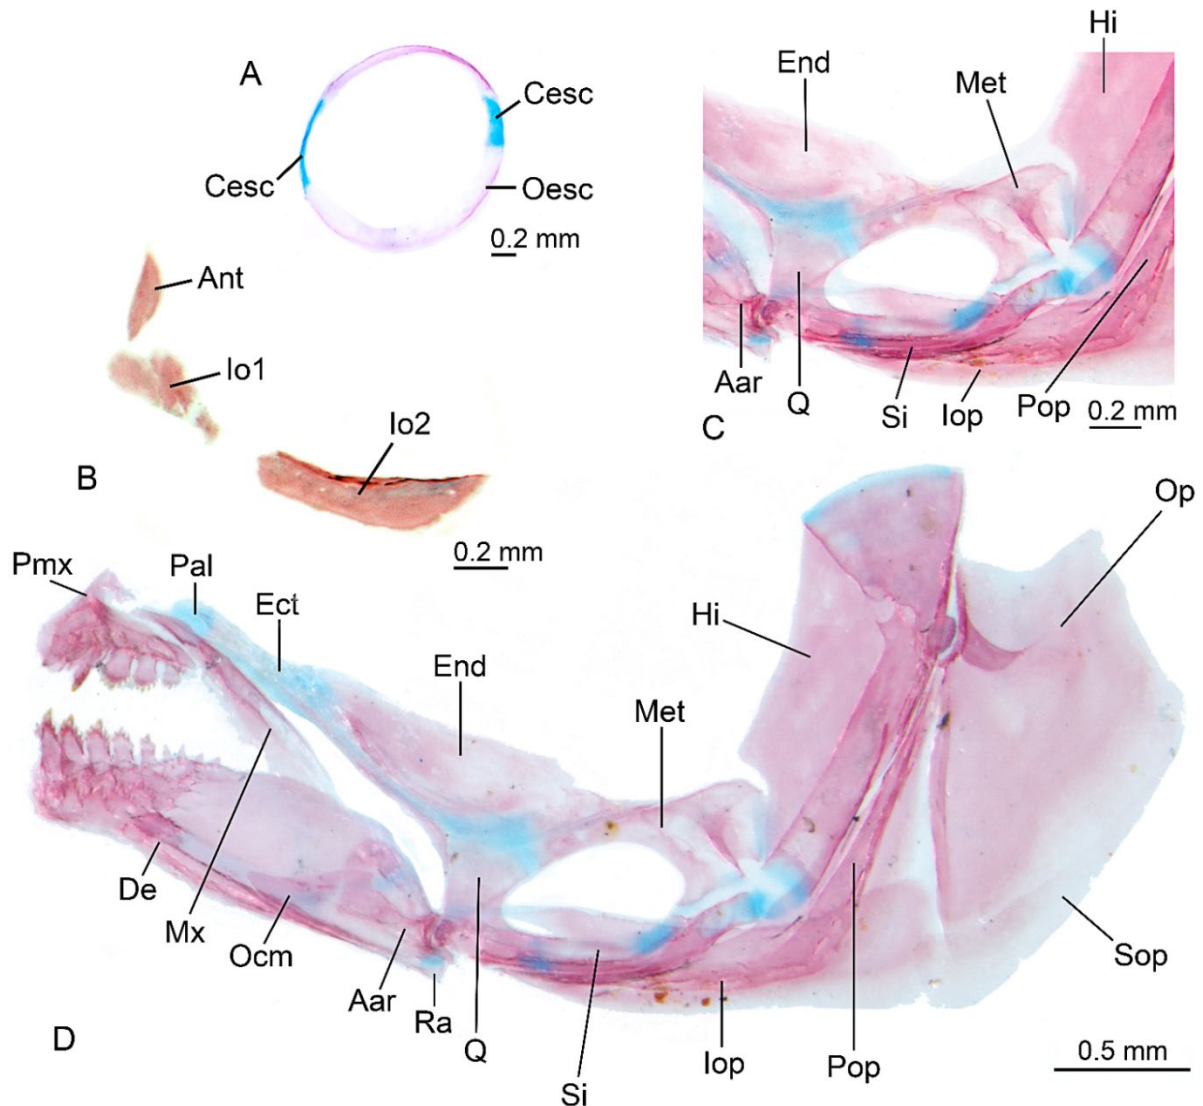 A
Cesc
Cesc
Oesc
0.2 mm
Ant
Io1
Io2
B
0.2 mm
Hi
End
Met
Aar
Q
Si
Iop
Pop
0.2 mm
C
Pmx
Pal
Ect
End
Met
Hi
Op
De
Mx
Ocm
Aar
Ra
Q
Si
Iop
Pop
Sop
D
0.5 mm